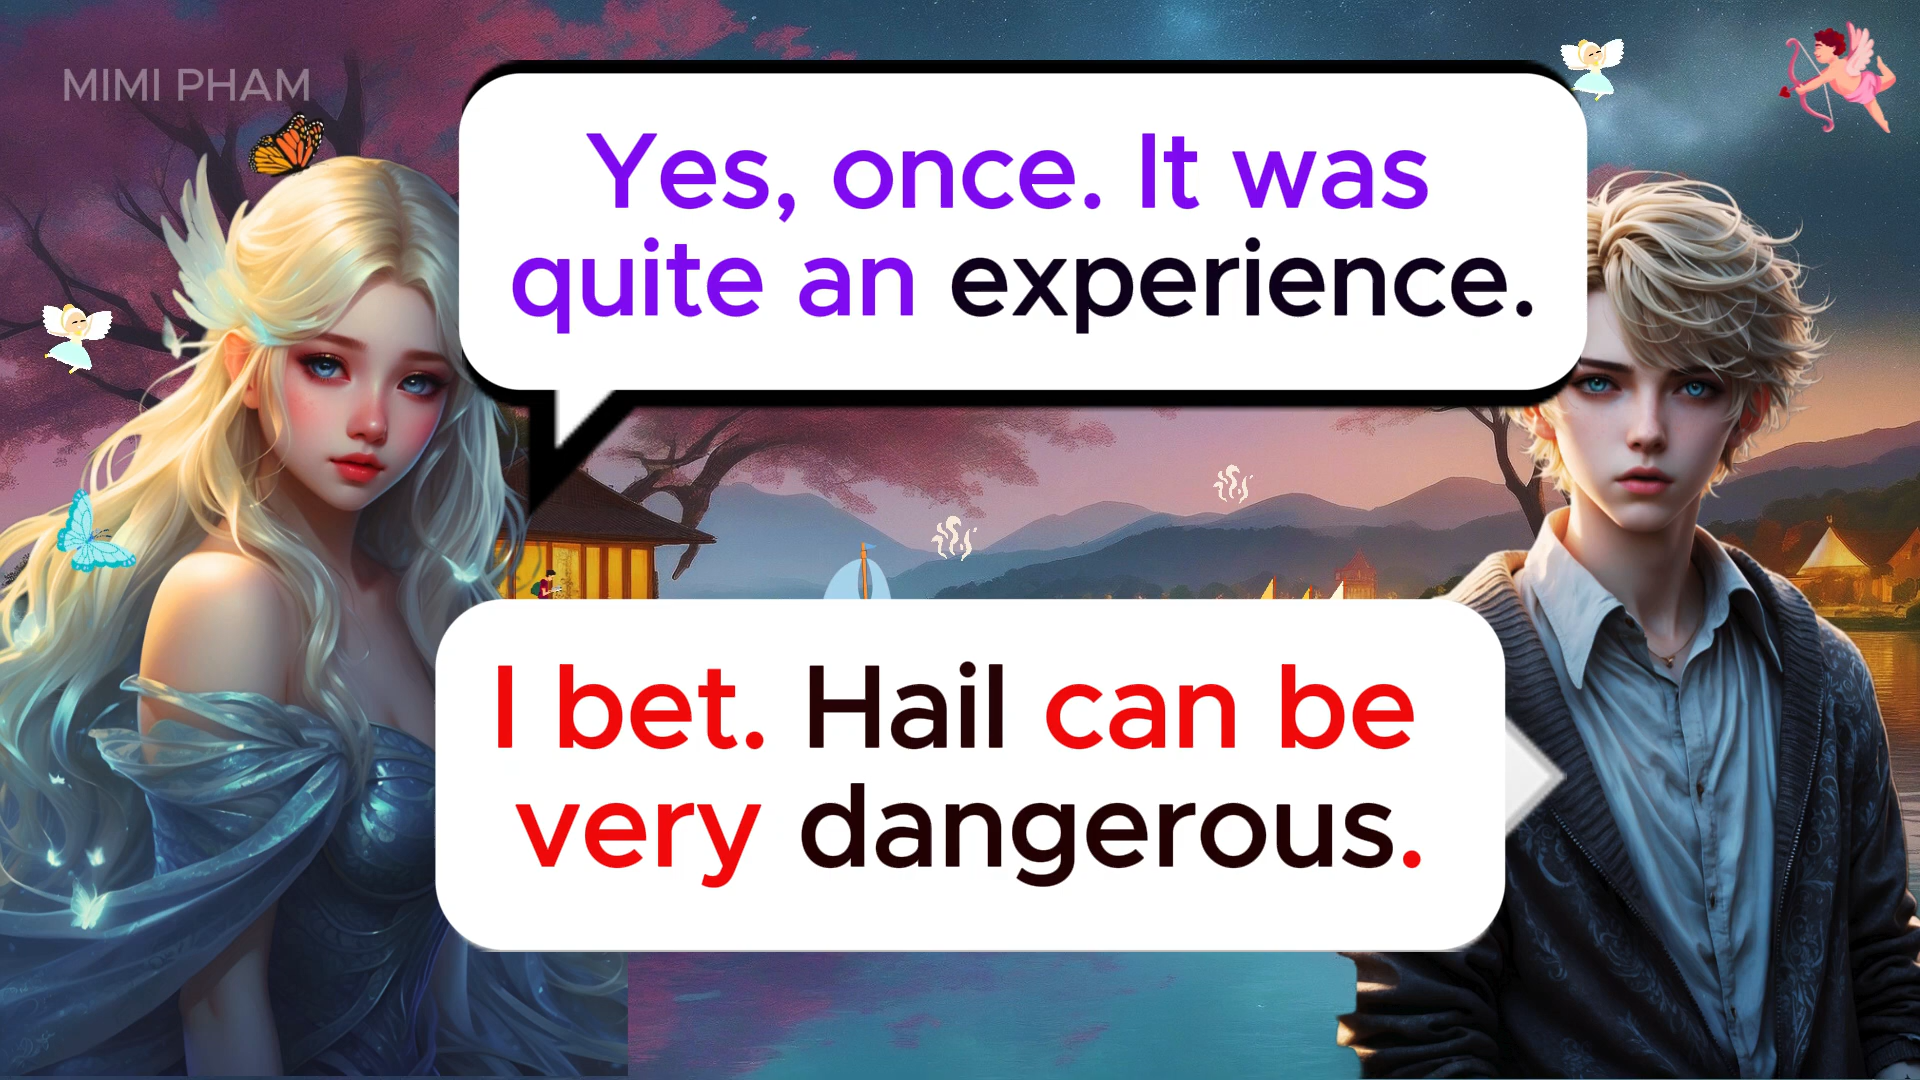 MIMI PHAM
Yes, once. It was
quite an experience.
I bet. Hail can be
very dangerous.